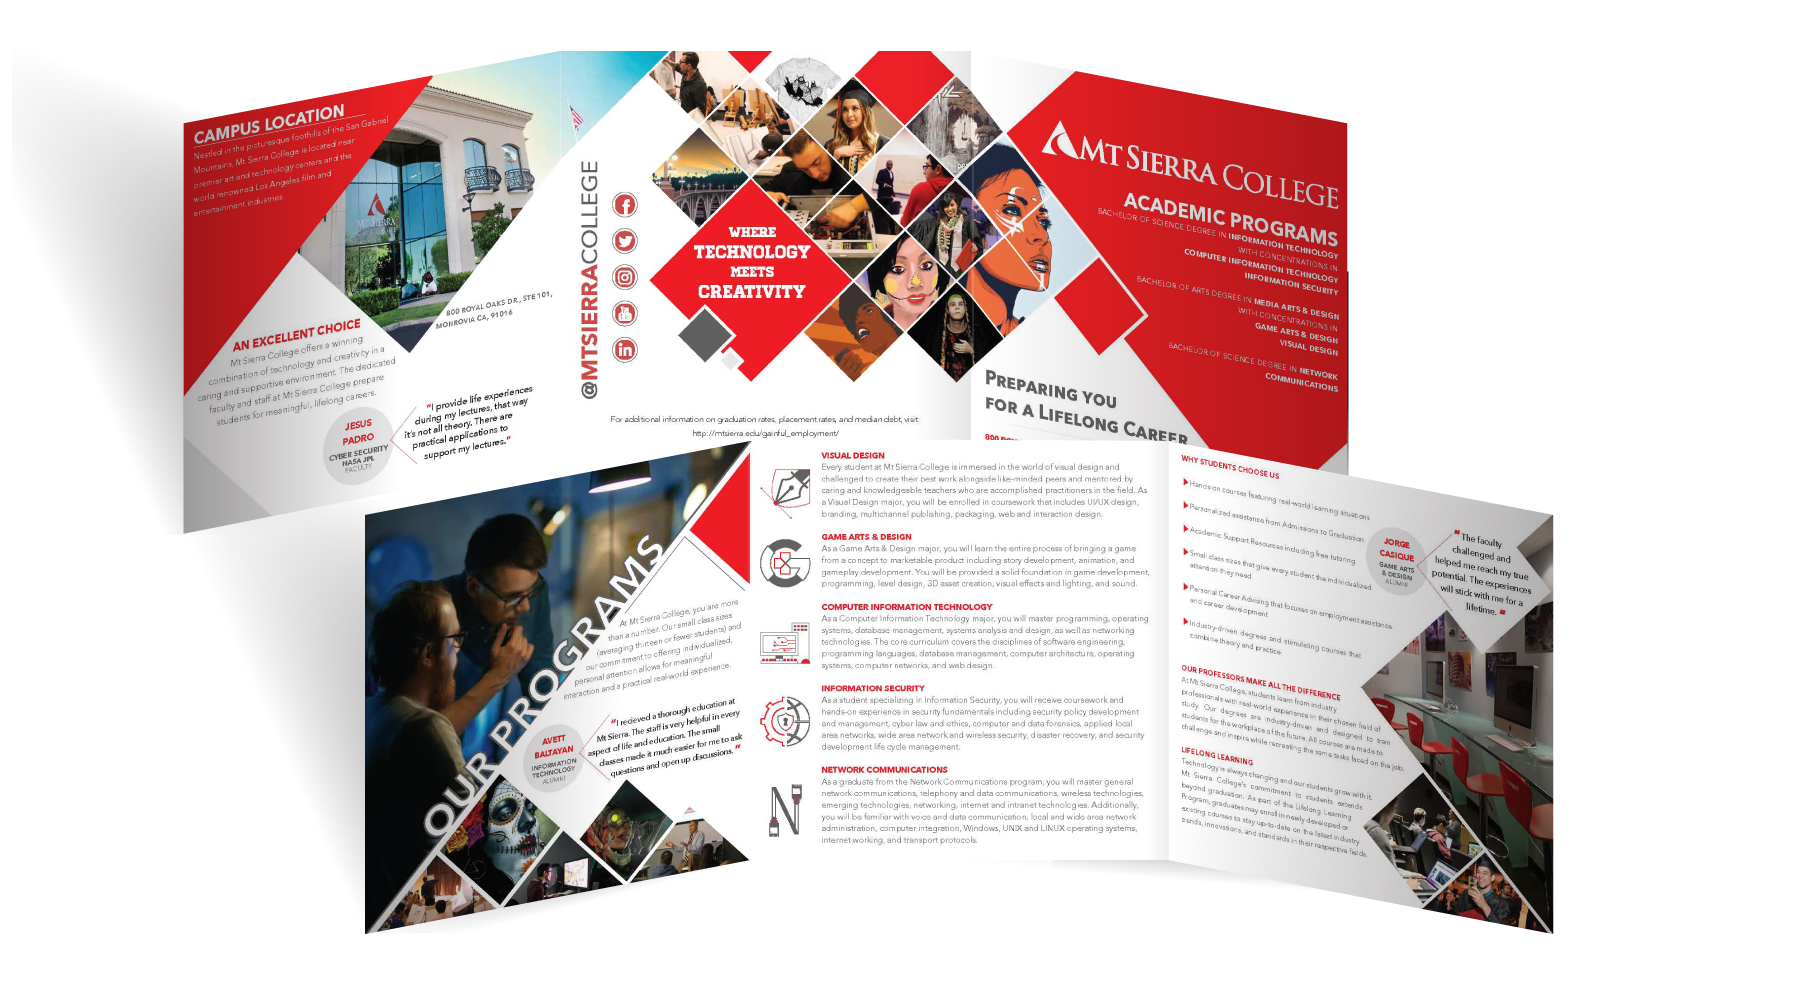 CAMPUS LOCATION
Nestled in the picturesque foothills of the San Gabriel
Mountains, Mt Sierra College is located near
premier art and technology centers and the
world renowned Los Angeles film and
entertainment industries.
MT SIERRA
COLLEGE
800 ROYAL OAKS DR., STE 101,
MONROVIA CA, 91016
AN EXCELLENT CHOICE
Mt Sierra College offers a winning
combination of technology and creativity in a
caring and supportive environment. The dedicated
faculty and staff at Mt Sierra College prepare
students for meaningful, lifelong careers.
JESUS
PADRO
CYBER SECURITY
NASA JPL
FACULTY
"I provide life experiences
during my lectures, that way
it's not all theory. There are
practical applications to
support my lectures."
@MTSIERRACOLLEGE
WHERE
TECHNOLOGY
MEETS
CREATIVITY
For additional information on graduation rates, placement rates, and median debt, visit:
http://mtsierra.edu/gainful_employment/
MT SIERRA COLLEGE
ACADEMIC PROGRAMS
BACHELOR OF SCIENCE DEGREE IN INFORMATION TECHNOLOGY
WITH CONCENTRATIONS IN
COMPUTER INFORMATION TECHNOLOGY
INFORMATION SECURITY
BACHELOR OF ARTS DEGREE IN MEDIA ARTS & DESIGN
WITH CONCENTRATIONS IN
GAME ARTS & DESIGN
VISUAL DESIGN
BACHELOR OF SCIENCE DEGREE IN NETWORK
COMMUNICATIONS
PREPARING YOU
FOR A LIFELONG CAREER
OUR PROGRAMS
At Mt Sierra College, you are more
than a number. Our small class sizes
(averaging thirteen or fewer students) and
our commitment to offering individualized,
personal attention allows for meaningful
interaction and a practical real-world experience.
AVETT
BALTAYAN
INFORMATION
TECHNOLOGY
ALUMNI
"I recieved a thorough education at
Mt Sierra. The staff is very helpful in every
aspect of life and education. The small
classes made it much easier for me to ask
questions and open up discussions."
VISUAL DESIGN
Every student at Mt Sierra College is immersed in the world of visual design and
challenged to create their best work alongside like-minded peers and mentored by
caring and knowledgeable teachers who are accomplished practitioners in the field. As
a Visual Design major, you will be enrolled in coursework that includes UI/UX design,
branding, multichannel publishing, packaging, web and interaction design.
GAME ARTS & DESIGN
As a Game Arts & Design major, you will learn the entire process of bringing a game
from a concept to marketable product including story development, animation, and
gameplay development. You will be provided a solid foundation in game development,
programming, level design, 3D asset creation, visual effects and lighting, and sound.
COMPUTER INFORMATION TECHNOLOGY
As a Computer Information Technology major, you will master programming, operating
systems, database management, systems analysis and design, as well as networking
technologies. The core curriculum covers the disciplines of software engineering,
programming languages, database management, computer architecture, operating
systems, computer networks, and web design.
INFORMATION SECURITY
As a student specializing in Information Security, you will receive coursework and
hands-on experience in security fundamentals including security policy development
and management, cyber law and ethics, computer and data forensics, applied local
area networks, wide area network and wireless security, disaster recovery, and security
development life cycle management.
NETWORK COMMUNICATIONS
As a graduate from the Network Communications program, you will master general
network communications, telephony and data communications, wireless technologies,
emerging technologies, networking, internet and intranet technologies. Additionally,
you will be familiar with voice and data communication, local and wide area network
administration, computer integration, Windows, UNIX and LINUX operating systems,
internet working, and transport protocols.
WHY STUDENTS CHOOSE US
Hands-on courses featuring real-world learning situations
Personalized assistance from Admissions to Graduation
Academic Support Resources including free tutoring
Small class sizes that give every student the individualized
attention they need
Personal Career Advising that focuses on employment assistance
and career development
Industry-driven degrees and stimulating courses that
combine theory and practice
JORGE
CASIQUE
GAME ARTS
& DESIGN
ALUMNI
"The faculty
challenged and
helped me reach my true
potential. The experiences
will stick with me for a
lifetime."
OUR PROFESSORS MAKE ALL THE DIFFERENCE
At Mt Sierra College, students learn from industry
professionals with real-world experience in their chosen field of
study. Our degrees are industry-driven and designed to train
students for the workplace of the future. All courses are made to
challenge and inspire while recreating the same tasks faced on the job.
LIFELONG LEARNING
Technology is always changing and our students grow with it.
Mt Sierra College's commitment to students extends
beyond graduation. As part of the Lifelong Learning
Program, graduates may enroll in newly developed or
existing courses to stay up-to-date on the latest industry
trends, innovations, and standards in their respective fields.